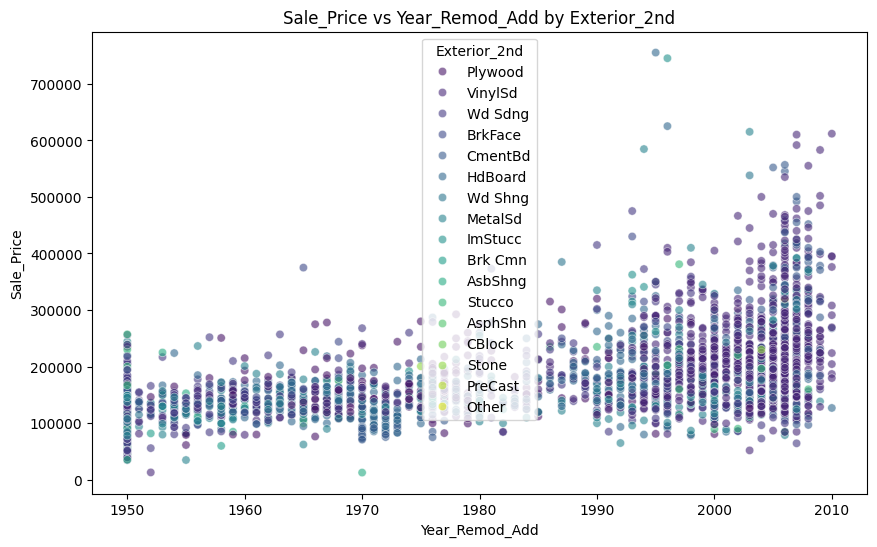 Sale_Price vs Year_Remod_Add by Exterior_2nd
Exterior_2nd
Plywood
VinylSd
Wd Sdng
BrkFace
CmentBd
HdBoard
Wd Shng
MetalSd
ImStucc
Brk Cmn
AsbShng
Stucco
AsphShn
CBlock
Stone
PreCast
Other
Sale_Price
700000
600000
500000
400000
300000
200000
100000
0
1950 1960 1970 1980 1990 2000 2010
Year_Remod_Add